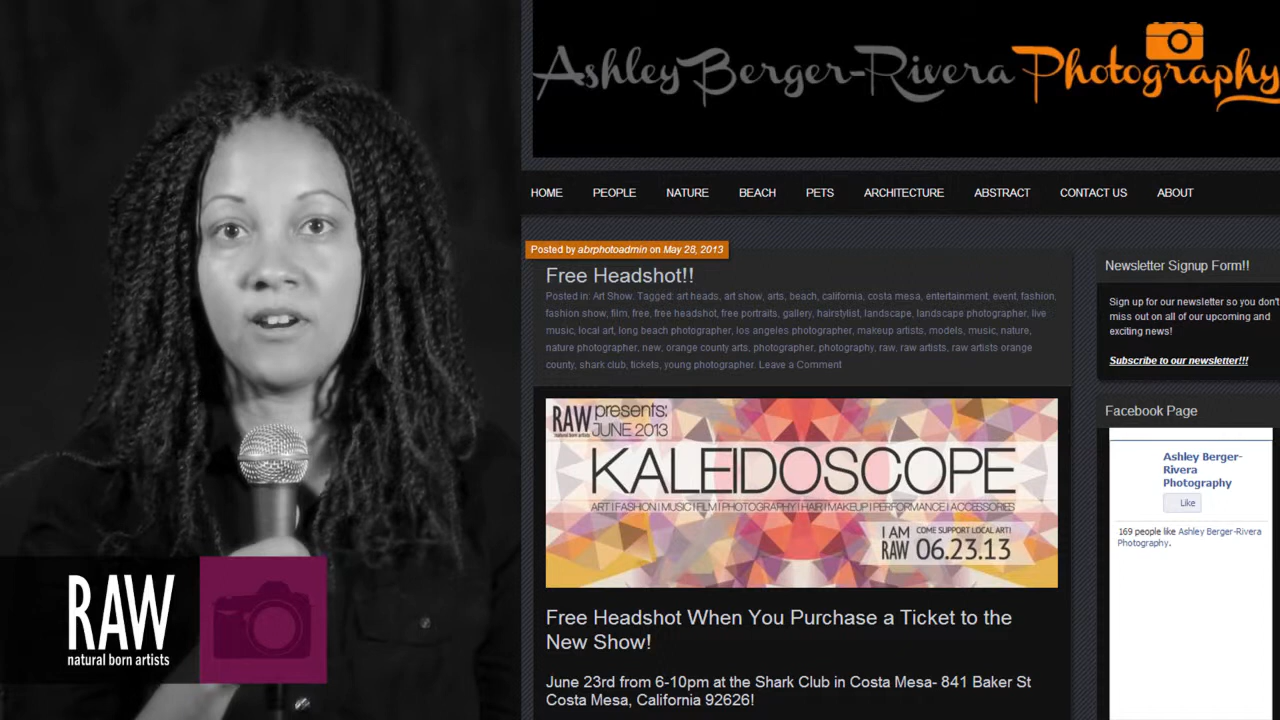 Ashley Berger-Rivera Photography
HOME PEOPLE NATURE BEACH PETS ARCHITECTURE ABSTRACT CONTACT US ABOUT
Posted by abrphotoadmin on May 28, 2013
Free Headshot!!
Posted in: Art Show. Tagged: art heads, art show, arts, beach, california, costa mesa, entertainment, event, fashion,
fashion show, film, free, free headshot, free portraits, gallery, hairstylist, landscape, landscape photographer, live
music, local art, long beach photographer, los angeles photographer, makeup artists, models, music, nature,
nature photographer, new, orange county arts, photographer, photography, raw, raw artists, raw artists orange
county, shark club, tickets, young photographer. Leave a Comment
RAW presents:
natural born artists JUNE 2013
KALEIDOSCOPE
ART|FASHION|MUSIC|FILM|PHOTOGRAPHY|HAIR|MAKEUP|PERFORMANCE|ACCESSORIES
I AM RAW
COME SUPPORT LOCAL ART!
06.23.13
Free Headshot When You Purchase a Ticket to the
New Show!
June 23rd from 6-10pm at the Shark Club in Costa Mesa- 841 Baker St
Costa Mesa, California 92626!
Newsletter Signup Form!!
Sign up for our newsletter so you don't
miss out on all of our upcoming and
exciting news!
Subscribe to our newsletter!!!
Facebook Page
Ashley Berger-
Rivera
Photography
Like
169 people like Ashley Berger-Rivera
Photography.
RAW
natural born artists